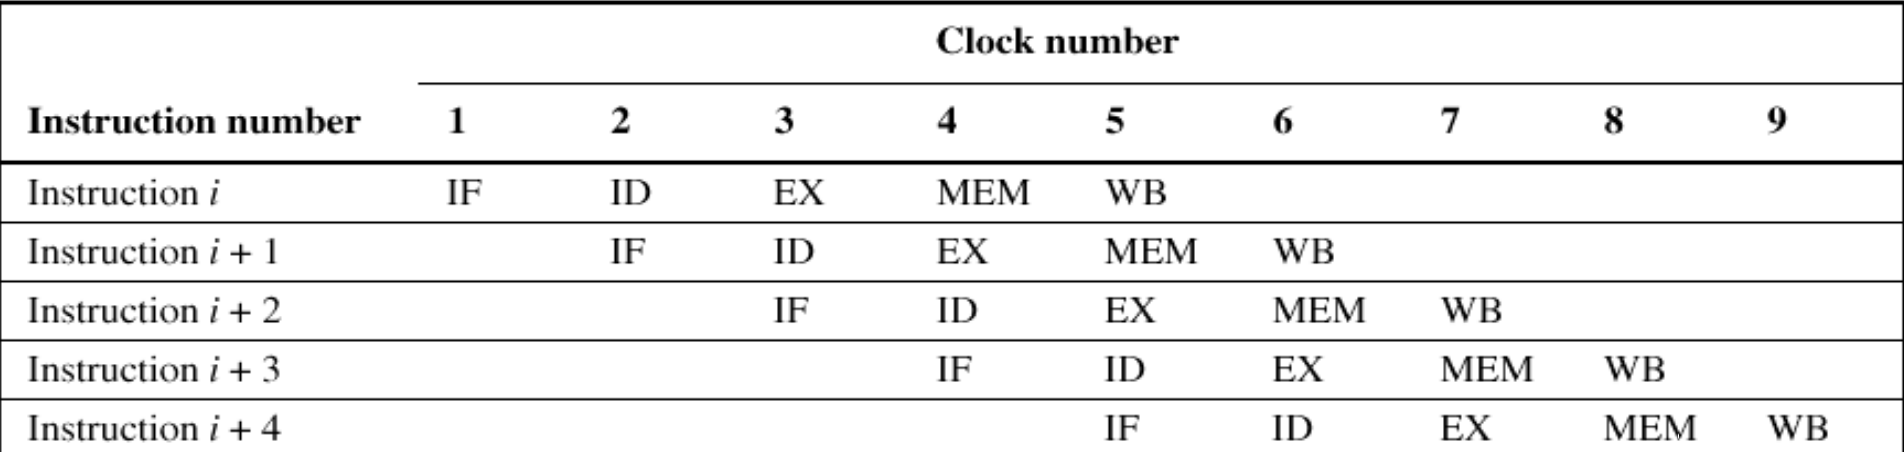 Clock number
Instruction number 1 2 3 4 5 6 7 8 9
Instruction i IF ID EX MEM WB
Instruction i + 1 IF ID EX MEM WB
Instruction i + 2 IF ID EX MEM WB
Instruction i + 3 IF ID EX MEM WB
Instruction i + 4 IF ID EX MEM WB